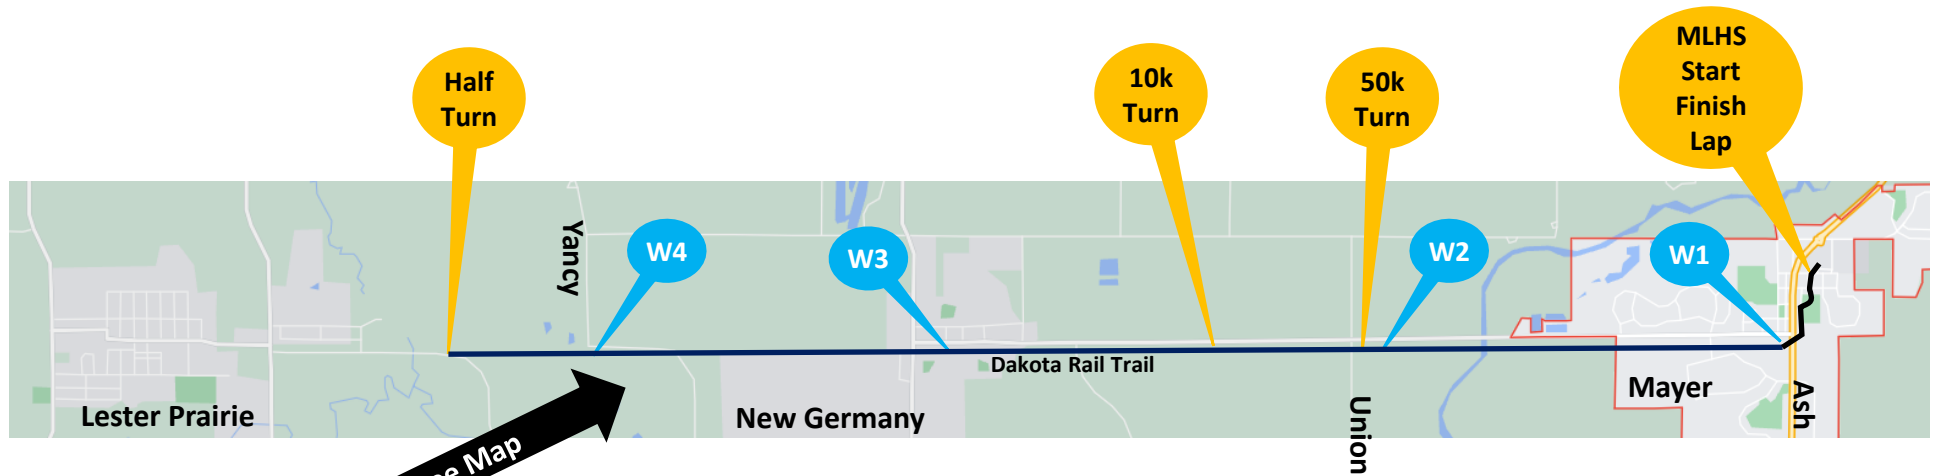 Half
Turn
10k
Turn
50k
Turn
MLHS
Start
Finish
Lap
Yancy
W4
W3
W2
W1
Dakota Rail Trail
Lester Prairie
New Germany
Mayer
Ash
Union
Map